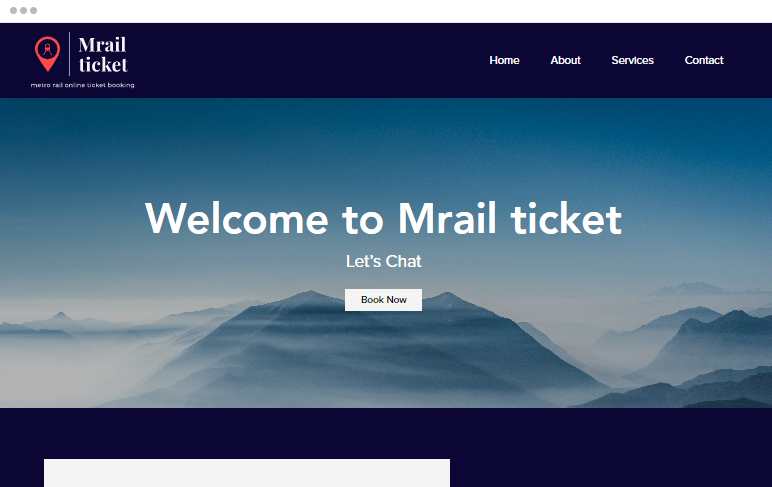 Mrail
ticket
metro rail online ticket booking
Home About Services Contact
Welcome to Mrail ticket
Let's Chat
Book Now